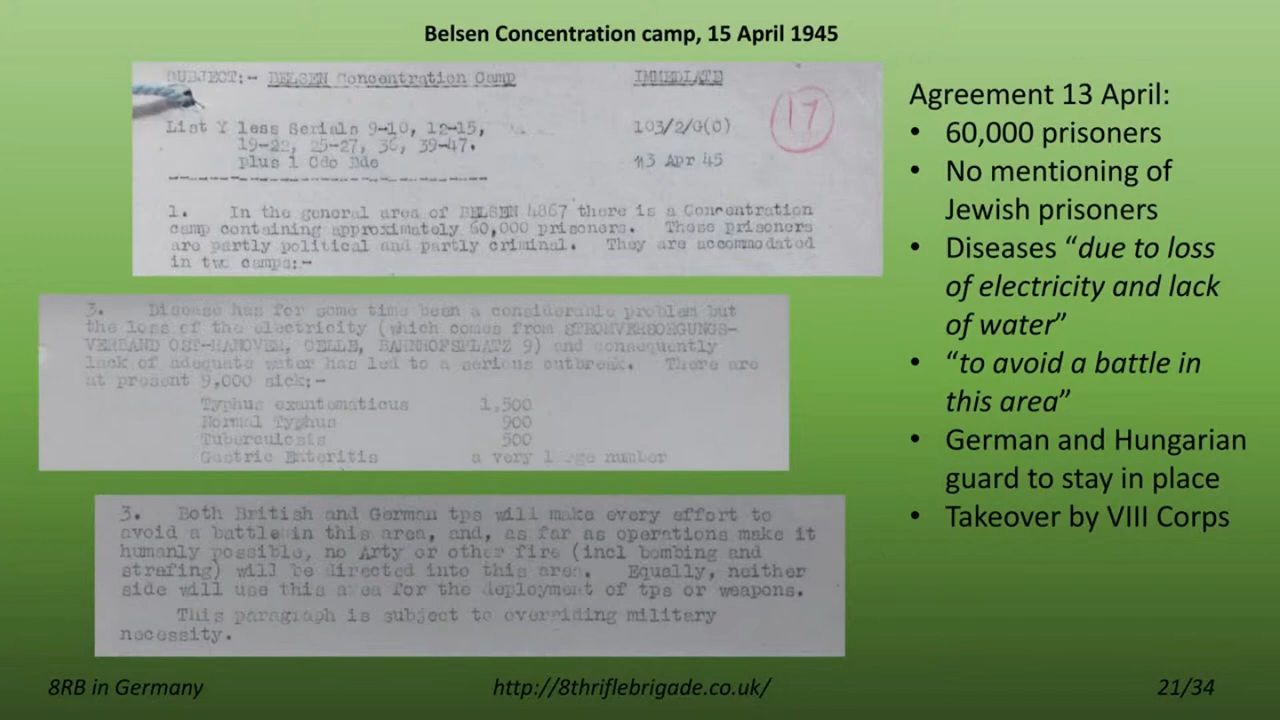 Belsen Concentration camp, 15 April 1945
SUBJECT:- BELSEN Concentration Camp
IMMEDIATE
17
List Y less Serials 9-10, 12-15,
19-22, 25-27, 36, 39-47.
plus 1 Cdo Bde
103/2/G(O)
13 Apr 45
1. In the general area of BELSEN 4867 there is a Concentration
camp containing approximately 60,000 prisoners. These prisoners
are partly political and partly criminal. They are accommodated
in two camps:-
3. Disease has for some time been a considerable problem but
the loss of the electricity (which comes from STROMVERSORGUNGS-
VERBAND OST-HANOVER, CELLE, BAHNHOFSPLATZ 9) and consequently
lack of adequate water has led to a serious outbreak. There are
at present 9,000 sick:-
Typhus exantomaticus 1,500
Normal Typhus 900
Tuberculosis 500
Gastric Enteritis a very large number
3. Both British and German tps will make every effort to
avoid a battle in this area, and, as far as operations make it
humanly possible, no Arty or other fire (incl bombing and
strafing) will be directed into this area. Equally, neither
side will use this area for the deployment of tps or weapons.
This paragraph is subject to overriding military
necessity.
Agreement 13 April:
• 60,000 prisoners
• No mentioning of
Jewish prisoners
• Diseases “due to loss
of electricity and lack
of water”
• “to avoid a battle in
this area”
• German and Hungarian
guard to stay in place
• Takeover by VIII Corps
8RB in Germany
http://8thriflebrigade.co.uk/
21/34